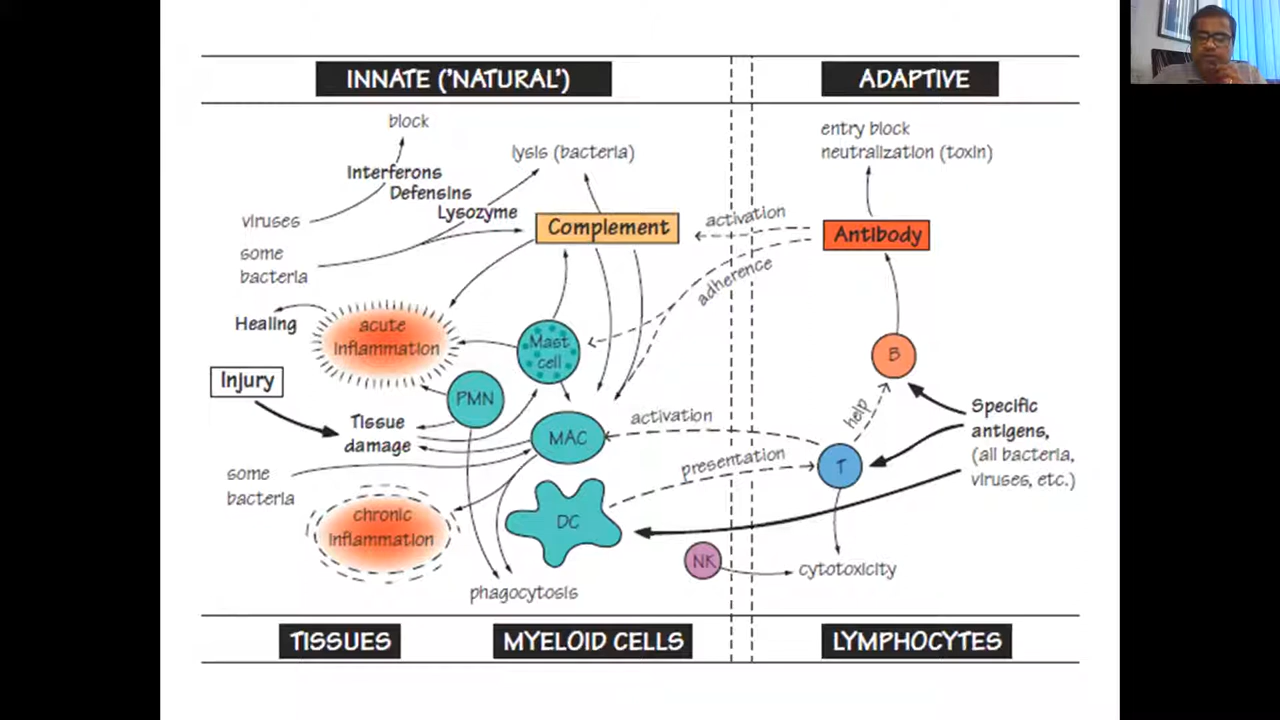 INNATE ('NATURAL')
ADAPTIVE
block
Interferons
Defensins
Lysozyme
viruses
some
bacteria
lysis (bacteria)
Complement
activation
adherence
entry block
neutralization (toxin)
Antibody
Healing
acute
inflammation
Mast
cell
B
Injury
PMN
Tissue
damage
MAC
activation
help
Specific
antigens,
(all bacteria,
viruses, etc.)
presentation
T
some
bacteria
chronic
inflammation
DC
NK
cytotoxicity
phagocytosis
TISSUES
MYELOID CELLS
LYMPHOCYTES